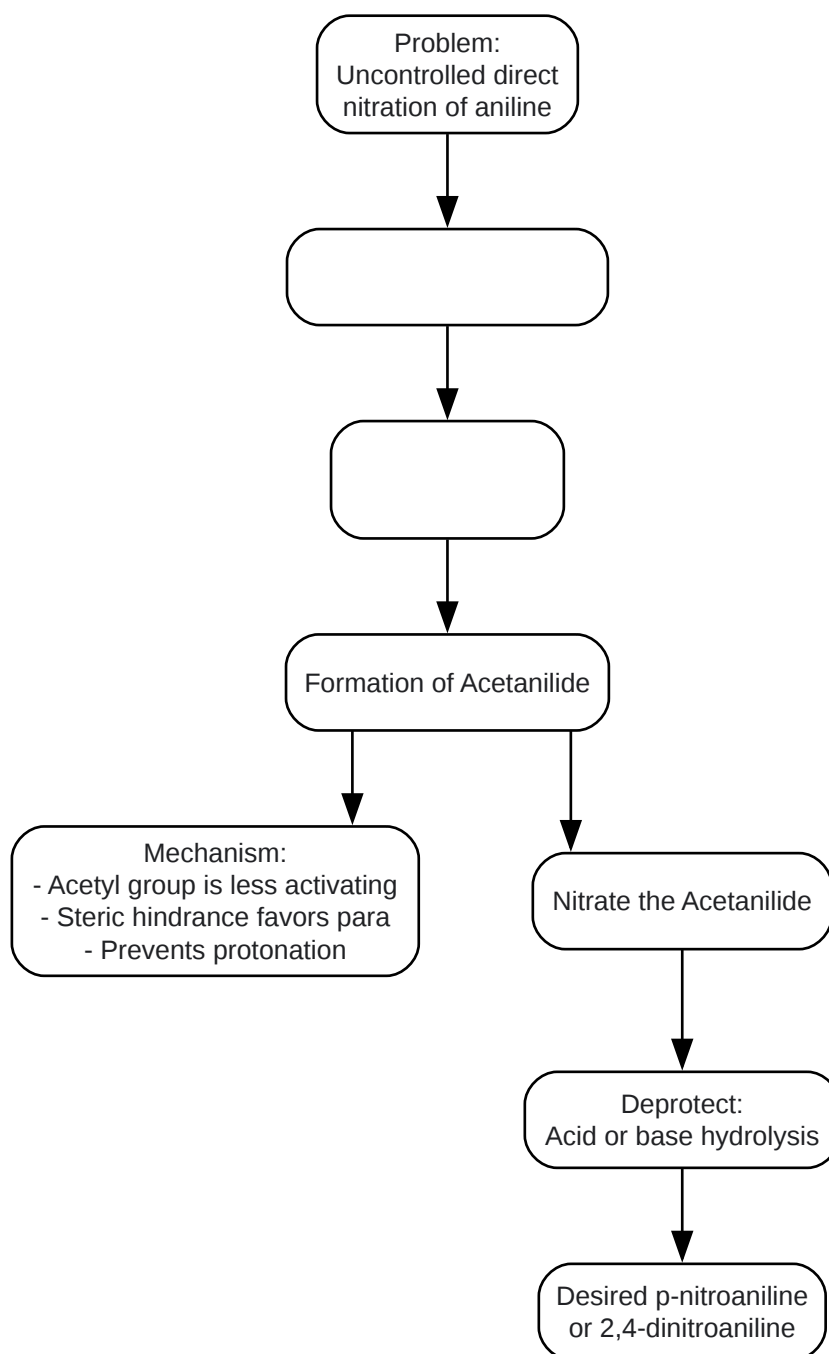 Problem:
Uncontrolled direct
nitration of aniline
Formation of Acetanilide
Mechanism:
- Acetyl group is less activating
- Steric hindrance favors para
- Prevents protonation
Nitrate the Acetanilide
Deprotect:
Acid or base hydrolysis
Desired p-nitroaniline
or 2,4-dinitroaniline